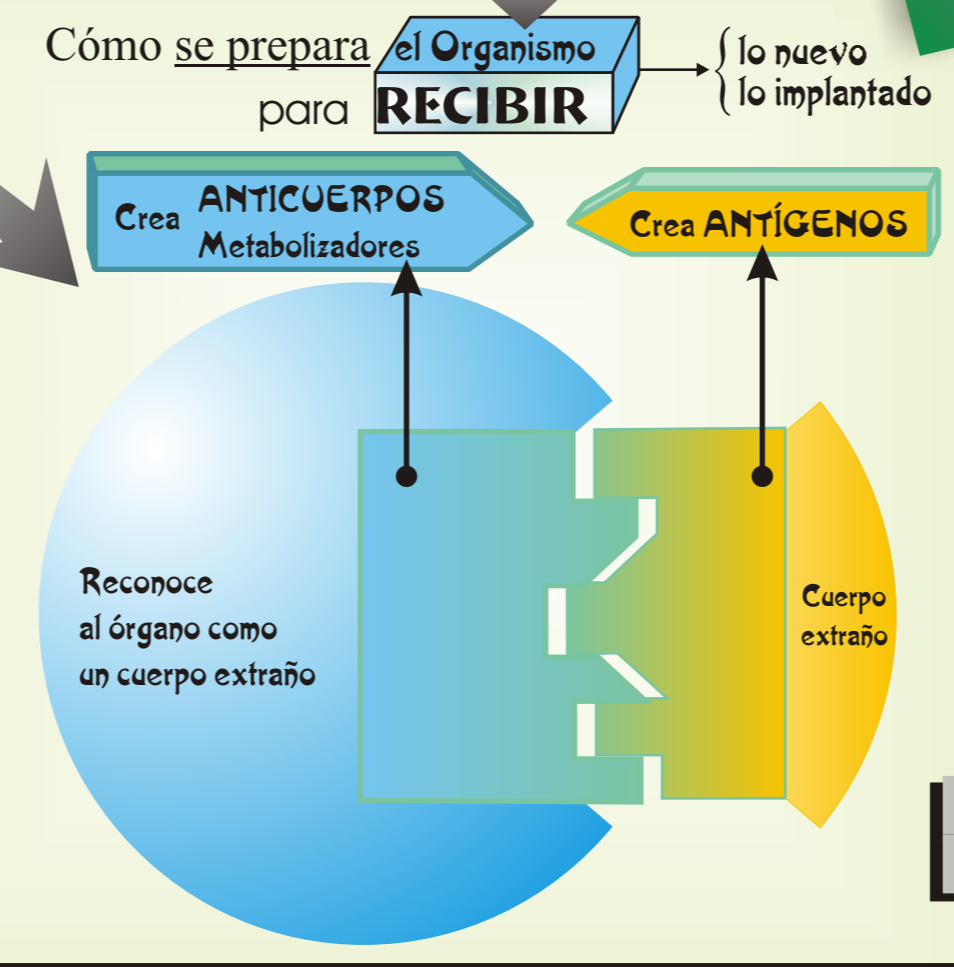 Cómo se prepara el Organismo
para RECIBIR
lo nuevo
lo implantado
Crea ANTICUERPOS
Metabolizadores
Crea ANTÍGENOS
Reconoce
al órgano como
un cuerpo extraño
Cuerpo
extraño